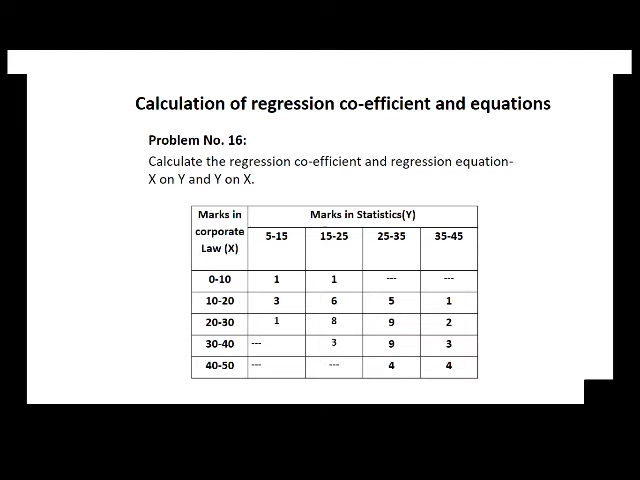 Calculation of regression co-efficient and equations
Problem No. 16:
Calculate the regression co-efficient and regression equation-
X on Y and Y on X.
Marks in corporate Law (X) Marks in Statistics(Y)
5-15 15-25 25-35 35-45
0-10 1 1 --- ---
10-20 3 6 5 1
20-30 1 8 9 2
30-40 --- 3 9 3
40-50 --- --- 4 4